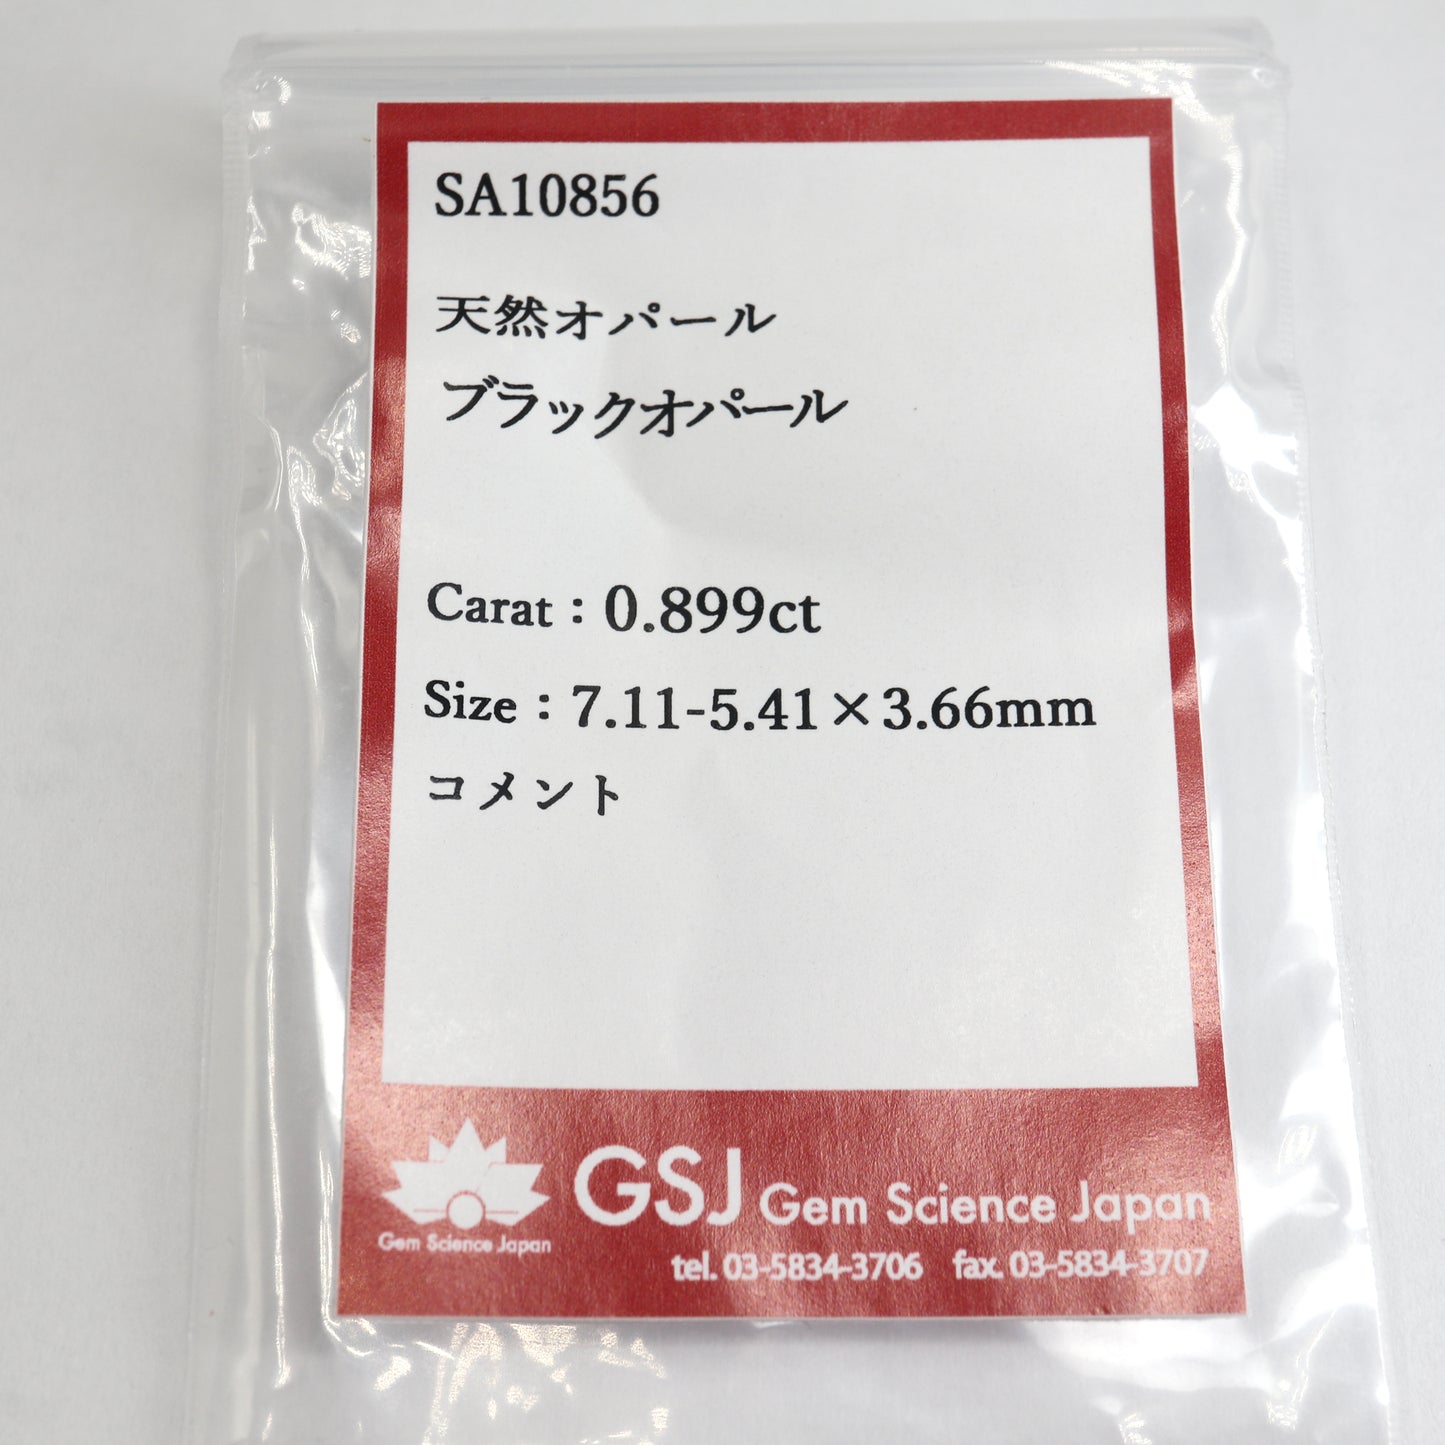 SA10856
天然オパール
ブラックオパール
Carat：0.899ct
Size：7.11-5.41×3.66mm
コメント
Gem Science Japan
GSJ Gem Science Japan
tel. 03-5834-3706 fax. 03-5834-3707